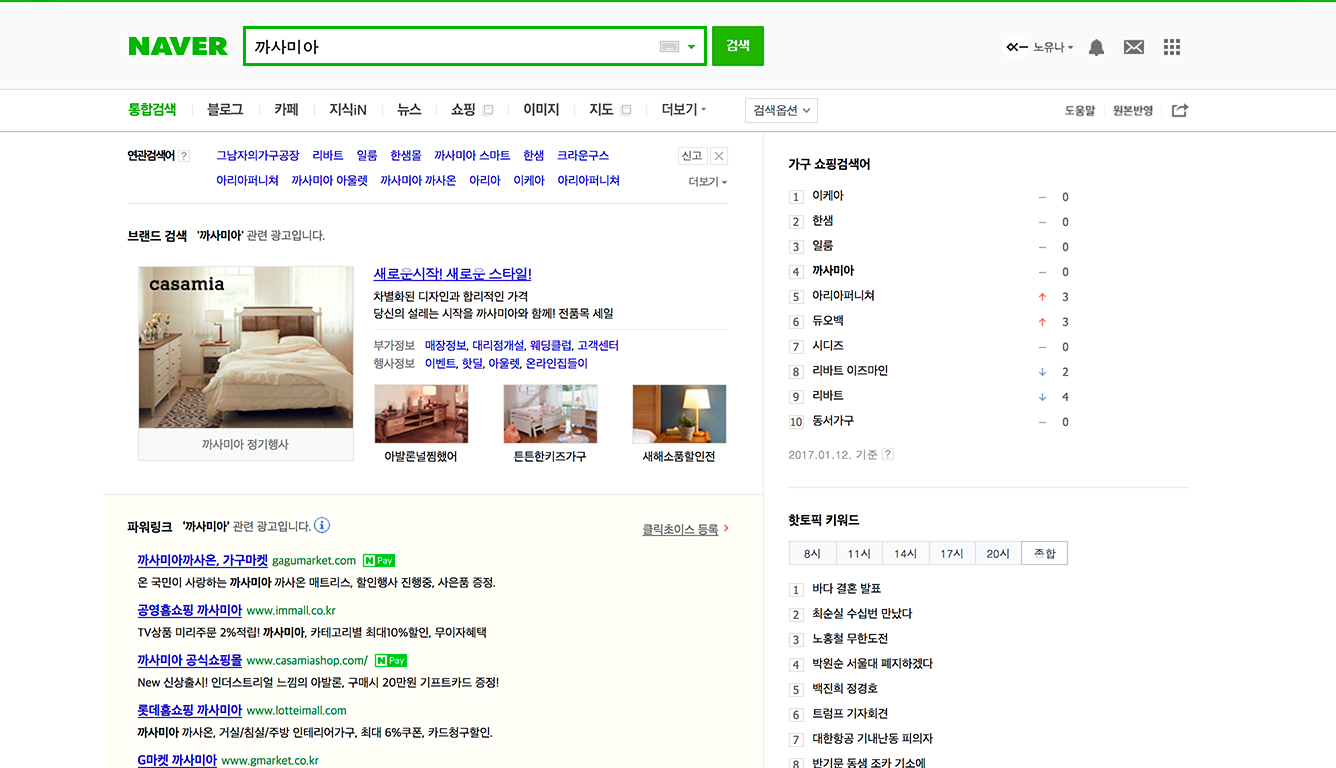 NAVER
까사미아
검색
노유나
통합검색 블로그 카페 지식iN 뉴스 쇼핑 이미지 지도 더보기 검색옵션 도움말 원본반영
연관검색어 ? 그남자의가구공장 리바트 일룸 한샘몰 까사미아 스마트 한샘 크라운구스 신고
아리아퍼니쳐 까사미아 아울렛 까사미아 까사온 아리아 이케아 아리아퍼니쳐 더보기
브랜드 검색 '까사미아' 관련 광고입니다.
casamia
까사미아 정기행사
새로운시작! 새로운 스타일!
차별화된 디자인과 합리적인 가격
당신의 설레는 시작을 까사미아와 함께! 전품목 세일
부가정보 매장정보, 대리점개설, 웨딩클럽, 고객센터
행사정보 이벤트, 핫딜, 아울렛, 온라인집들이
아발론널찜했어 튼튼한키즈가구 새해소품할인전
파워링크 '까사미아' 관련 광고입니다. i 클릭초이스 등록
까사미아까사온, 가구마켓 gagumarket.com N Pay
온 국민이 사랑하는 까사미아 까사온 매트리스, 할인행사 진행중, 사은품 증정.
공영홈쇼핑 까사미아 www.immall.co.kr
TV상품 미리주문 2%적립! 까사미아, 카테고리별 최대10%할인, 무이자혜택
까사미아 공식쇼핑몰 www.casamiashop.com/ N Pay
New 신상출시! 인더스트리얼 느낌의 아발론, 구매시 20만원 기프트카드 증정!
롯데홈쇼핑 까사미아 www.lotteimall.com
까사미아 까사온, 거실/침실/주방 인테리어가구, 최대 6%쿠폰, 카드청구할인.
G마켓 까사미아 www.gmarket.co.kr
가구 쇼핑검색어
1 이케아 – 0
2 한샘 – 0
3 일룸 – 0
4 까사미아 – 0
5 아리아퍼니쳐 ↑ 3
6 듀오백 ↑ 3
7 시디즈 – 0
8 리바트 이즈마인 ↓ 2
9 리바트 ↓ 4
10 동서가구 – 0
2017.01.12. 기준 ?
핫토픽 키워드
8시 11시 14시 17시 20시 종합
1 바다 결혼 발표
2 최순실 수십번 만났다
3 노홍철 무한도전
4 박원순 서울대 폐지하겠다
5 백진희 정경호
6 트럼프 기자회견
7 대한항공 기내난동 피의자
8 반기문 동생 조카 기소에